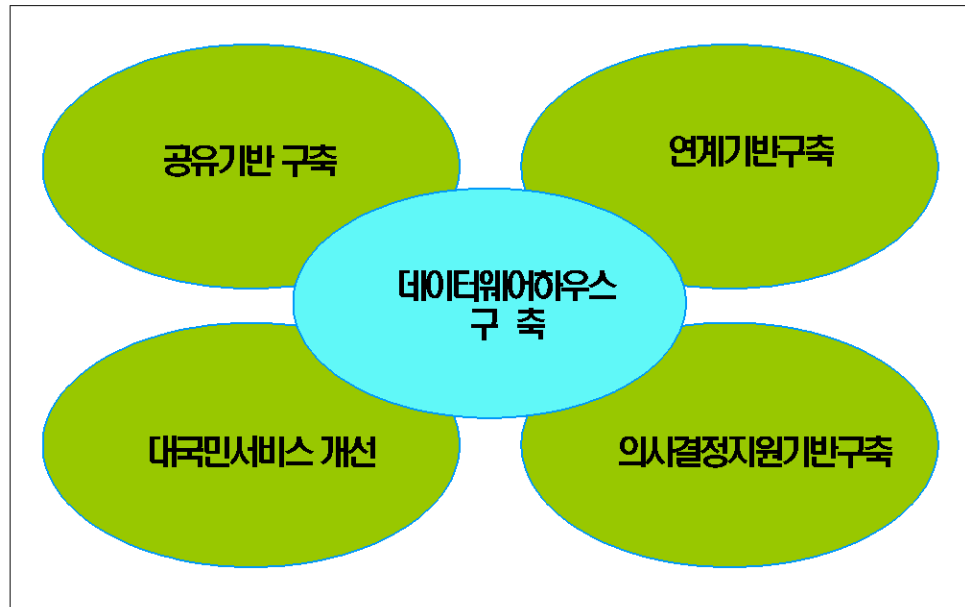 공유기반 구축
연계기반구축
데이터웨어하우스
구 축
대국민서비스 개선
의사결정지원기반구축